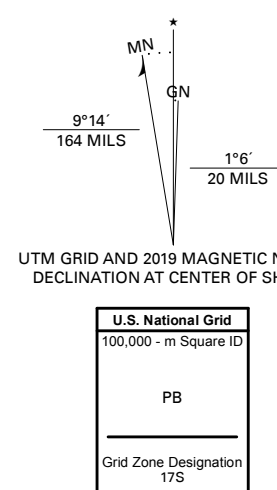 ★
MN
GN
9°14´
164 MILS
1°6´
20 MILS
UTM GRID AND 2019 MAGNETIC
DECLINATION AT CENTER OF
U.S. National Grid
100,000 - m Square ID
PB
Grid Zone Designation
17S